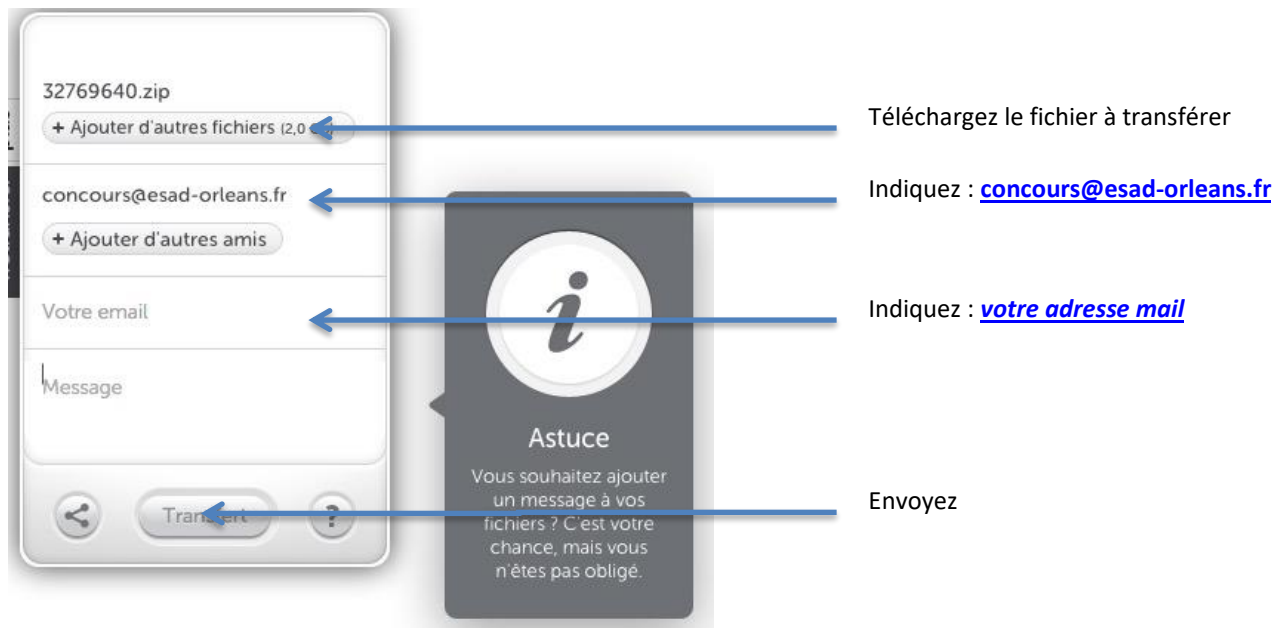 32769640.zip
+ Ajouter d'autres fichiers (2,0
Téléchargez le fichier à transférer
concours@esad-orleans.fr
Indiquez : concours@esad-orleans.fr
+ Ajouter d'autres amis
Votre email
Indiquez : votre adresse mail
Message
Astuce
Vous souhaitez ajouter
un message à vos
fichiers ? C'est votre
chance, mais vous
n'êtes pas obligé.
Transfert
?
Envoyez